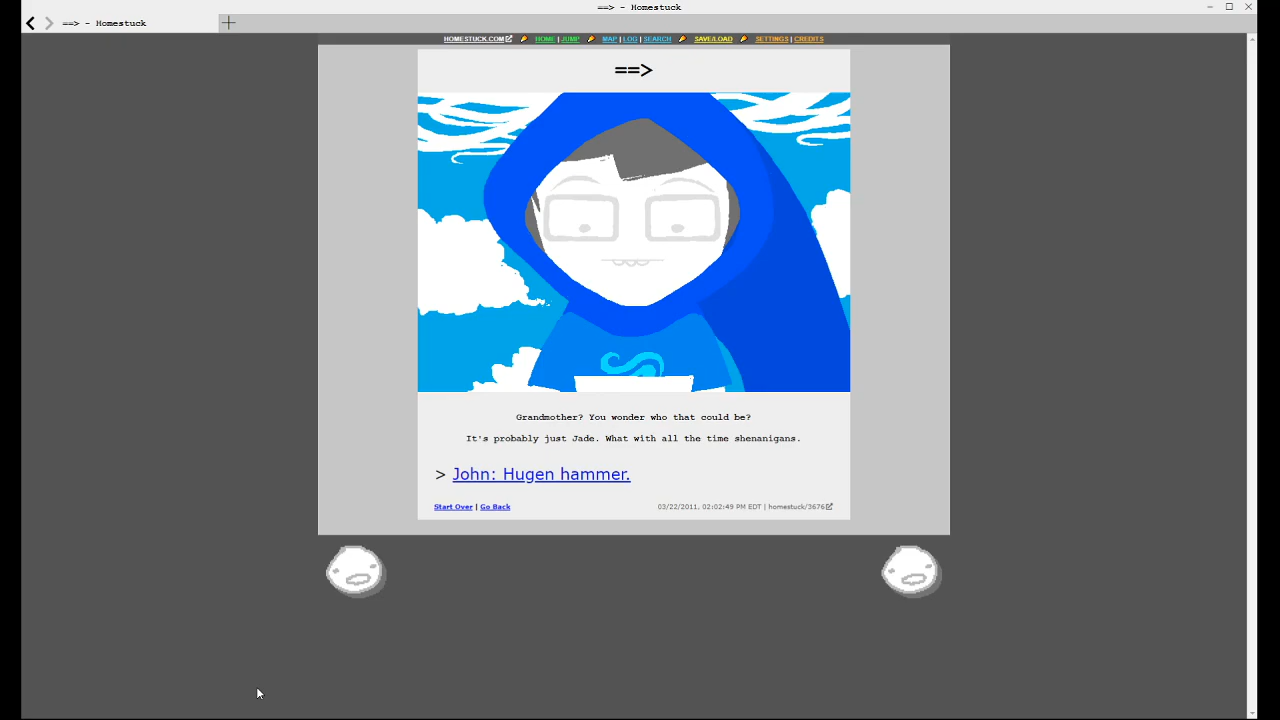 ==> - Homestuck
==> - Homestuck
HOMESTUCK.COM HOME | JUMP MAP | LOG | SEARCH SAVE/LOAD SETTINGS | CREDITS
==>
Grandmother? You wonder who that could be?
It's probably just Jade. What with all the time shenanigans.
> John: Hugen hammer.
Start Over | Go Back 03/22/2011, 02:02:49 PM EDT | homestuck/3676